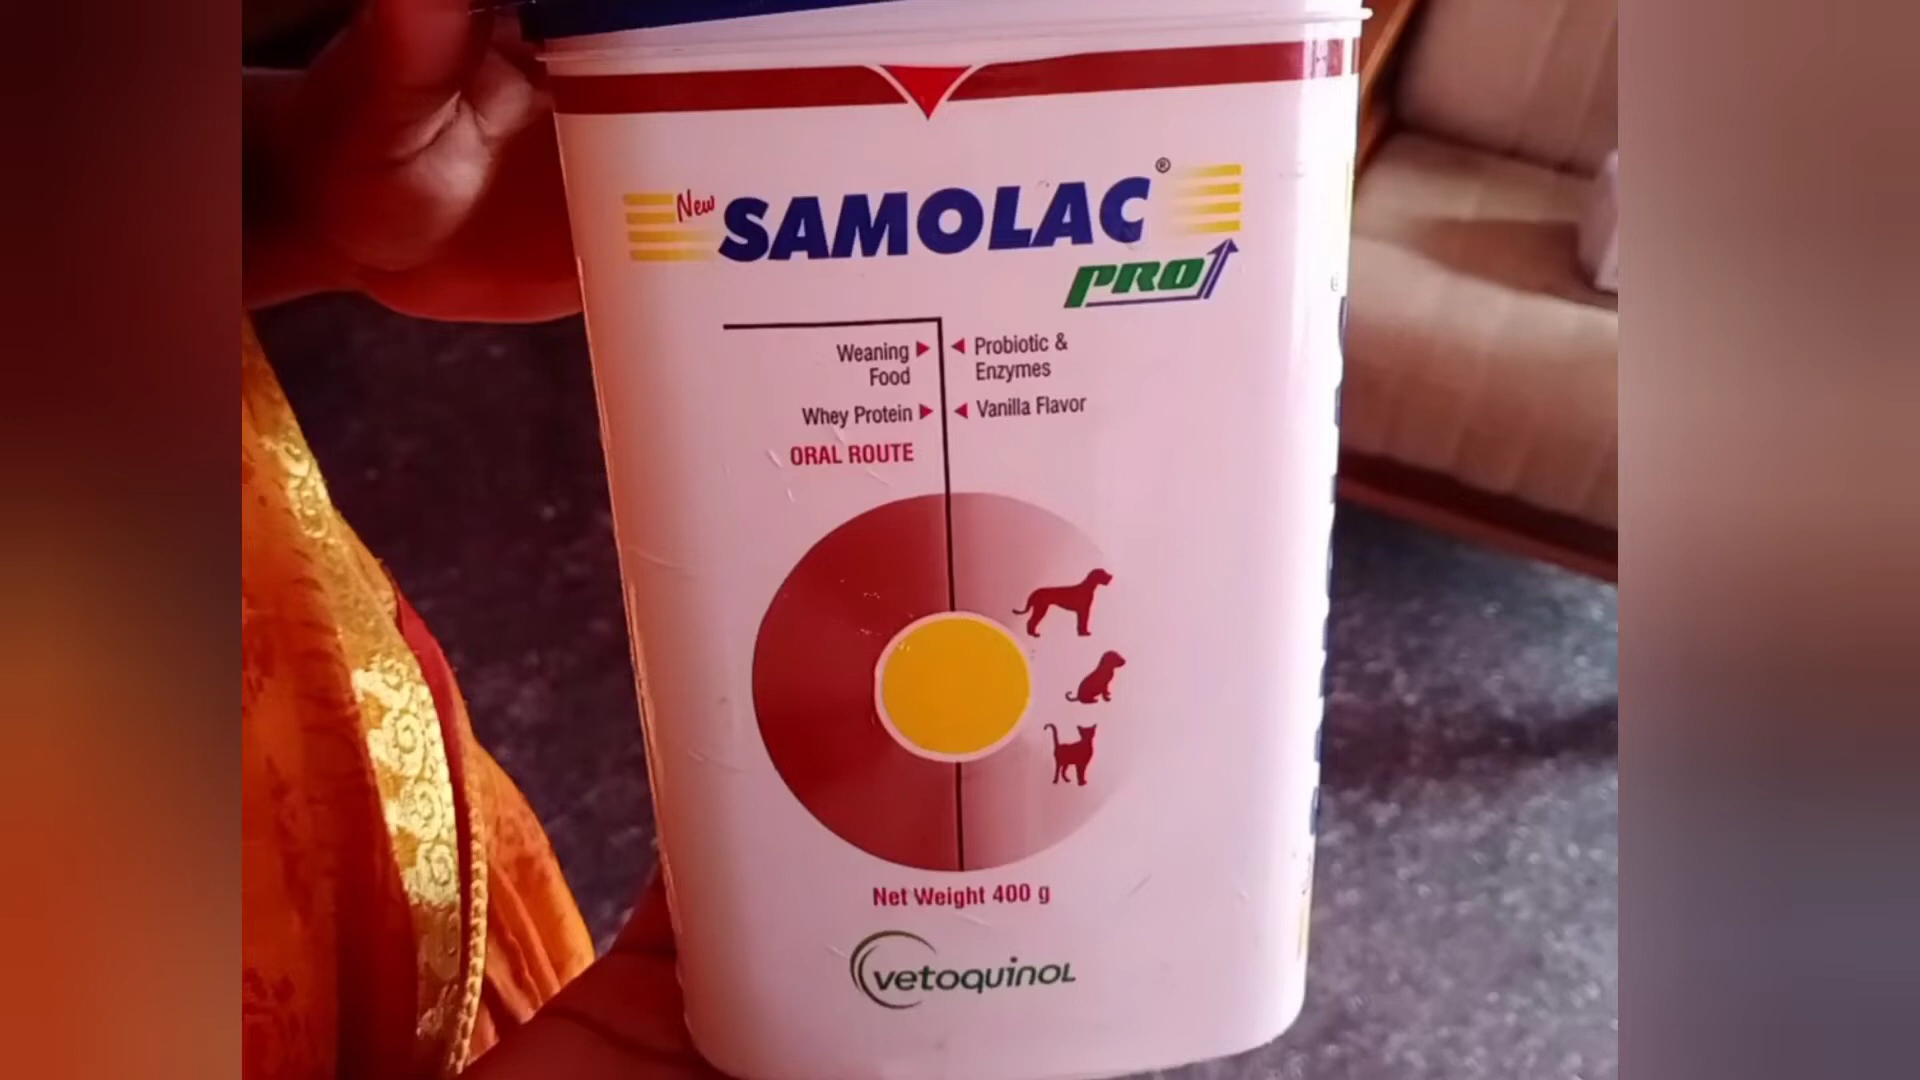 New SAMOLAC®
PRO
Weaning
Food
Whey Protein
ORAL ROUTE
Probiotic &
Enzymes
Vanilla Flavor
Net Weight 400 g
vetoquinol